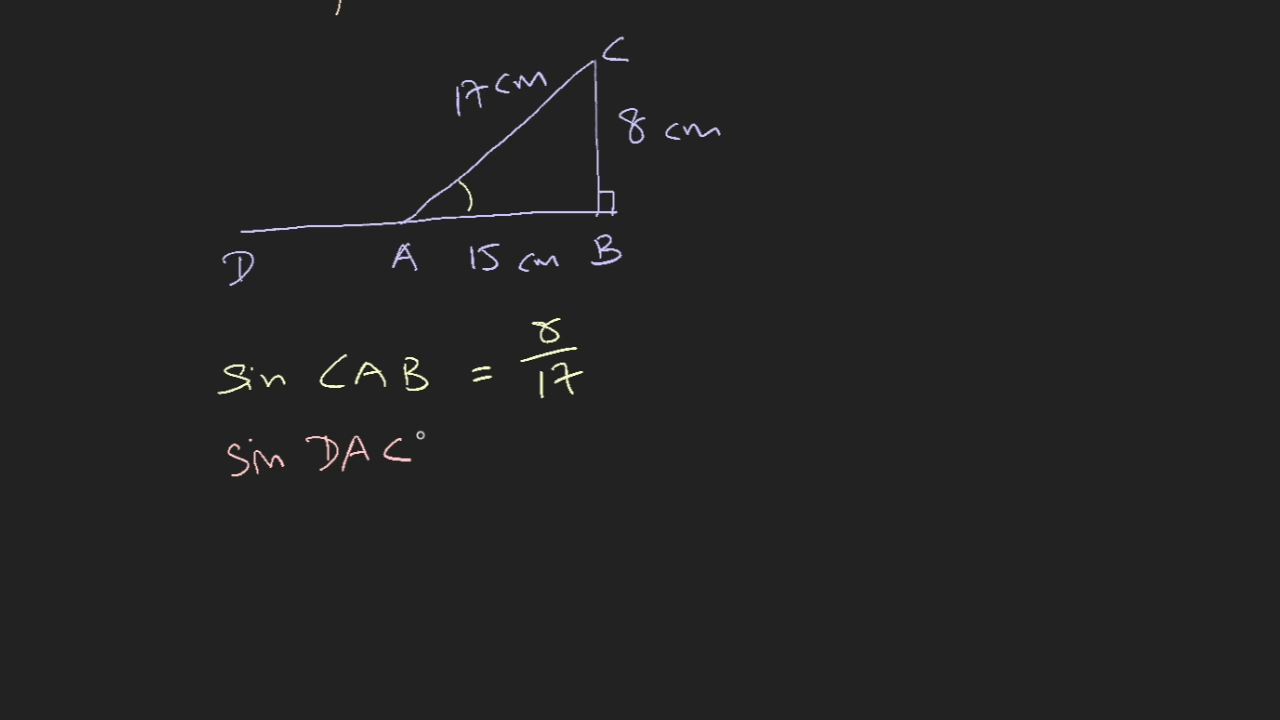 C
17 cm
8 cm
D A 15 cm B
sin CAB = 8/17
sin DAC